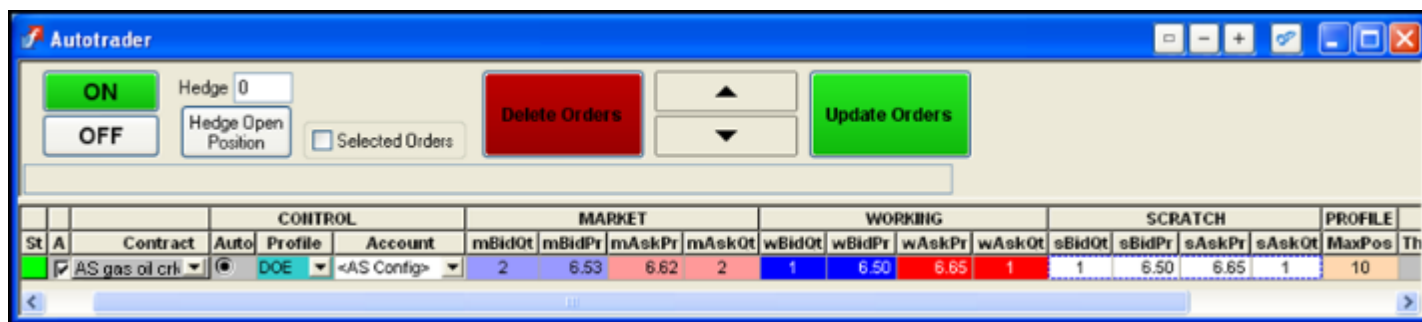 Autotrader
ON
Hedge 0
Delete Orders
Update Orders
OFF
Hedge Open
Position
Selected Orders
CONTROL MARKET WORKING SCRATCH PROFILE
St A Contract Auto Profile Account mBidQt mBidPr mAskPr mAskQt wBidQt wBidPr wAskPr wAskQt sBidQt sBidPr sAskPr sAskQt MaxPos Th
AS gas oil crk DOE <AS Config> 2 6.53 6.62 2 1 6.50 6.65 1 1 6.50 6.65 1 10